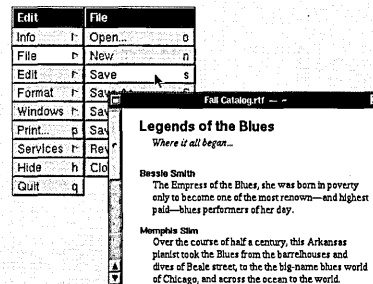 Edit
Info
File
Edit
Format
Windows
Print... p
Services
Hide h
Quit q
File
Open... o
New n
Save s
Sav
Sav
Rev
Clo
Fall Catalog.rtf — ~
Legends of the Blues
Where it all began...
Bessie Smith
The Empress of the Blues, she was born in poverty
only to become one of the most renown—and highest
paid—blues performers of her day.
Memphis Slim
Over the course of half a century, this Arkansas
pianist took the Blues from the barrelhouses and
dives of Beale street, to the the big-name blues world
of Chicago, and across the ocean to the world.